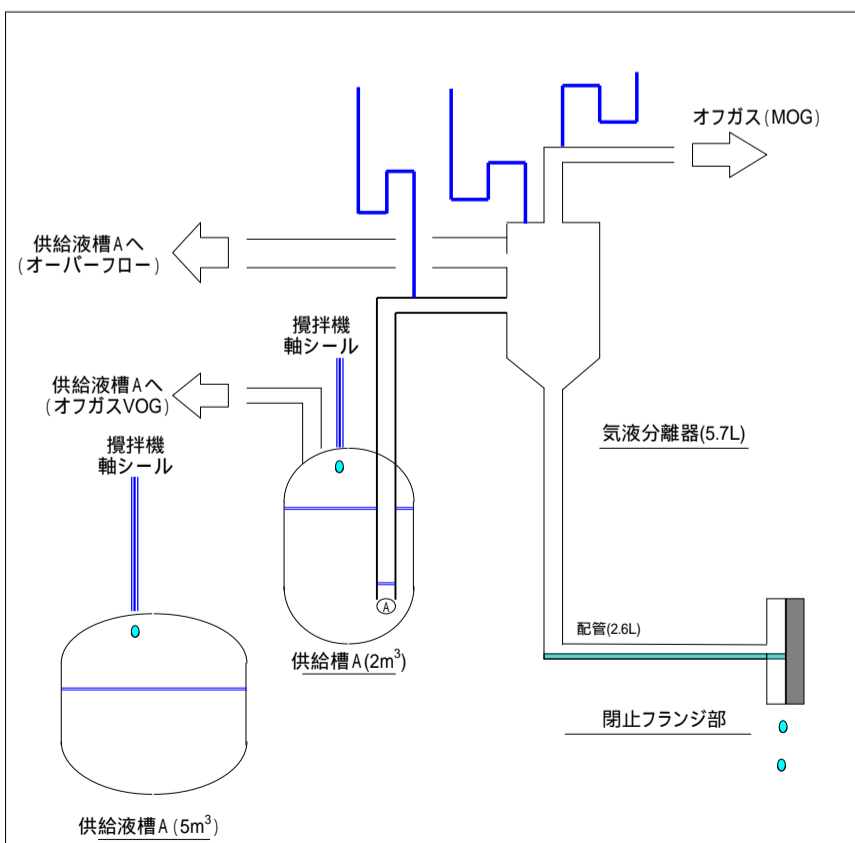 オフガス(MOG)
供給液槽Aへ
(オーバーフロー)
攪拌機
軸シール
供給液槽Aへ
(オフガスVOG)
攪拌機
軸シール
気液分離器(5.7L)
A
配管(2.6L)
供給槽A(2m³)
閉止フランジ部
供給液槽A(5m³)